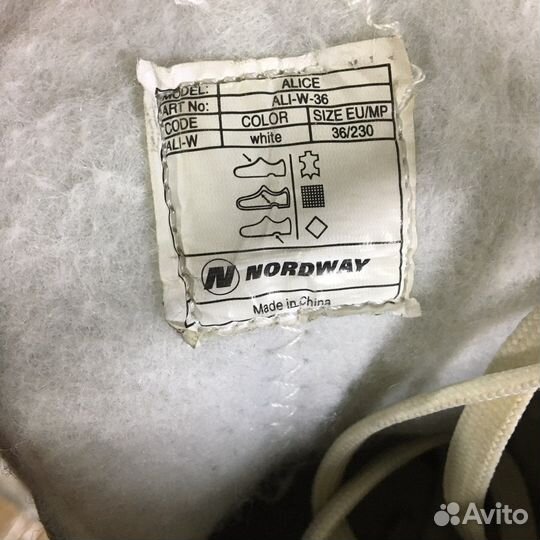 MODEL: ALICE
ART No: ALI-W-36
CODE COLOR SIZE EU/MP
ALI-W white 36/230
N NORDWAY
Made in China
Avito